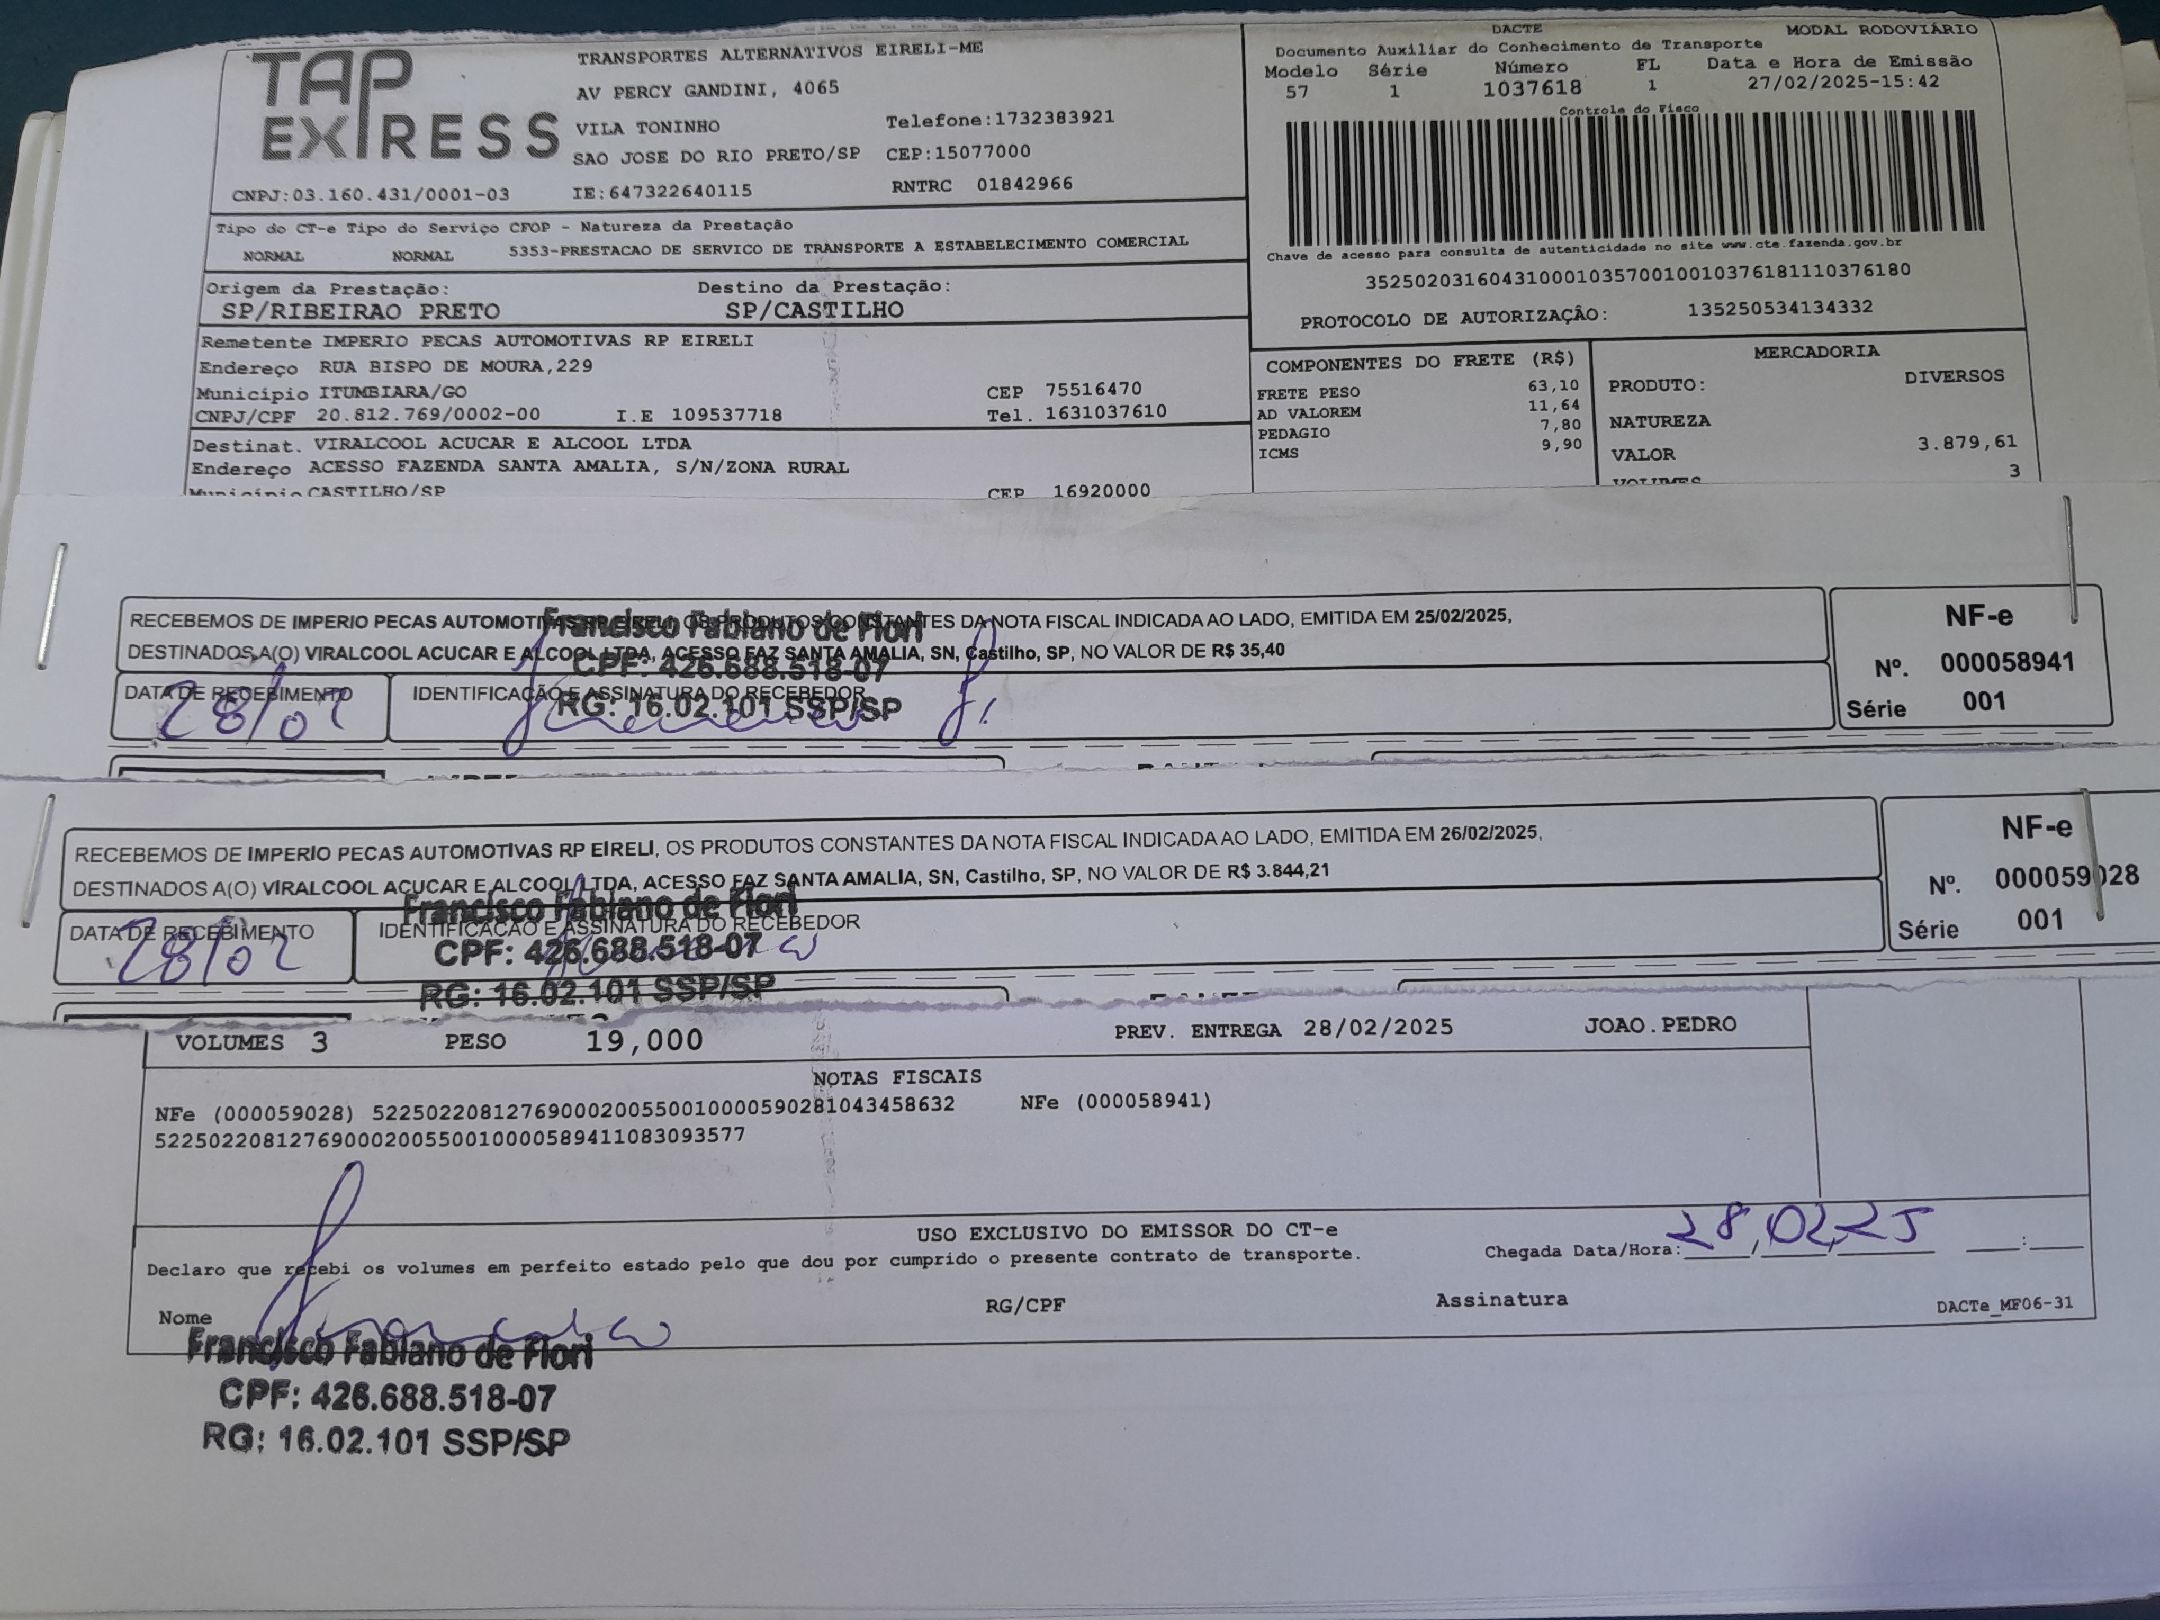 TAP EXPRESS
TRANSPORTES ALTERNATIVOS EIRELI-ME
AV PERCY GANDINI, 4065
VILA TONINHO Telefone:1732383921
SAO JOSE DO RIO PRETO/SP CEP:15077000
CNPJ:03.160.431/0001-03 IE:647322640115 RNTRC 01842966
DACTE MODAL RODOVIÁRIO
Documento Auxiliar do Conhecimento de Transporte
Modelo Série Número FL Data e Hora de Emissão
57 1 1037618 1 27/02/2025-15:42
Controle do Fisco
Chave de acesso para consulta de autenticidade no site www.cte.fazenda.gov.br
35250203160431000103570010010376181110376180
PROTOCOLO DE AUTORIZAÇÂO: 135250534134332
Tipo do CT-e Tipo do Serviço CFOP - Natureza da Prestação
NORMAL NORMAL 5353-PRESTACAO DE SERVICO DE TRANSPORTE A ESTABELECIMENTO COMERCIAL
Origem da Prestação: Destino da Prestação:
SP/RIBEIRAO PRETO SP/CASTILHO
Remetente IMPERIO PECAS AUTOMOTIVAS RP EIRELI
Endereço RUA BISPO DE MOURA,229
Município ITUMBIARA/GO CEP 75516470
CNPJ/CPF 20.812.769/0002-00 I.E 109537718 Tel. 1631037610
Destinat. VIRALCOOL ACUCAR E ALCOOL LTDA
Endereço ACESSO FAZENDA SANTA AMALIA, S/N/ZONA RURAL
Município CASTILHO/SP CEP 16920000
COMPONENTES DO FRETE (R$)
FRETE PESO 63,10
AD VALOREM 11,64
PEDAGIO 7,80
ICMS 9,90
MERCADORIA
PRODUTO: DIVERSOS
NATUREZA
VALOR 3.879,61
VOLUMES 3
RECEBEMOS DE IMPERIO PECAS AUTOMOTIVAS RP EIRELI, OS PRODUTOS CONSTANTES DA NOTA FISCAL INDICADA AO LADO, EMITIDA EM 25/02/2025,
DESTINADOS A(O) VIRALCOOL ACUCAR E ALCOOL LTDA, ACESSO FAZ SANTA AMALIA, SN, Castilho, SP, NO VALOR DE R$ 35,40
DATA DE RECEBIMENTO IDENTIFICAÇÃO E ASSINATURA DO RECEBEDOR
28/02
Francisco Fabiano de Fiori
CPF: 426.688.518-07
RG: 16.02.101 SSP/SP
NF-e
Nº. 000058941
Série 001
RECEBEMOS DE IMPERIO PECAS AUTOMOTIVAS RP EIRELI, OS PRODUTOS CONSTANTES DA NOTA FISCAL INDICADA AO LADO, EMITIDA EM 26/02/2025,
DESTINADOS A(O) VIRALCOOL ACUCAR E ALCOOL LTDA, ACESSO FAZ SANTA AMALIA, SN, Castilho, SP, NO VALOR DE R$ 3.844,21
DATA DE RECEBIMENTO IDENTIFICAÇÃO E ASSINATURA DO RECEBEDOR
28/02
Francisco Fabiano de Fiori
CPF: 426.688.518-07
RG: 16.02.101 SSP/SP
NF-e
Nº. 000059028
Série 001
VOLUMES 3 PESO 19,000 PREV. ENTREGA 28/02/2025 JOAO.PEDRO
NOTAS FISCAIS
NFe (000059028) 52250220812769000200550010000590281043458632 NFe (000058941)
52250220812769000200550010000589411083093577
USO EXCLUSIVO DO EMISSOR DO CT-e
Declaro que recebi os volumes em perfeito estado pelo que dou por cumprido o presente contrato de transporte. Chegada Data/Hora: 28/02/25 :
Nome RG/CPF Assinatura DACTe_MF06-31
Francisco Fabiano de Fiori
CPF: 426.688.518-07
RG: 16.02.101 SSP/SP